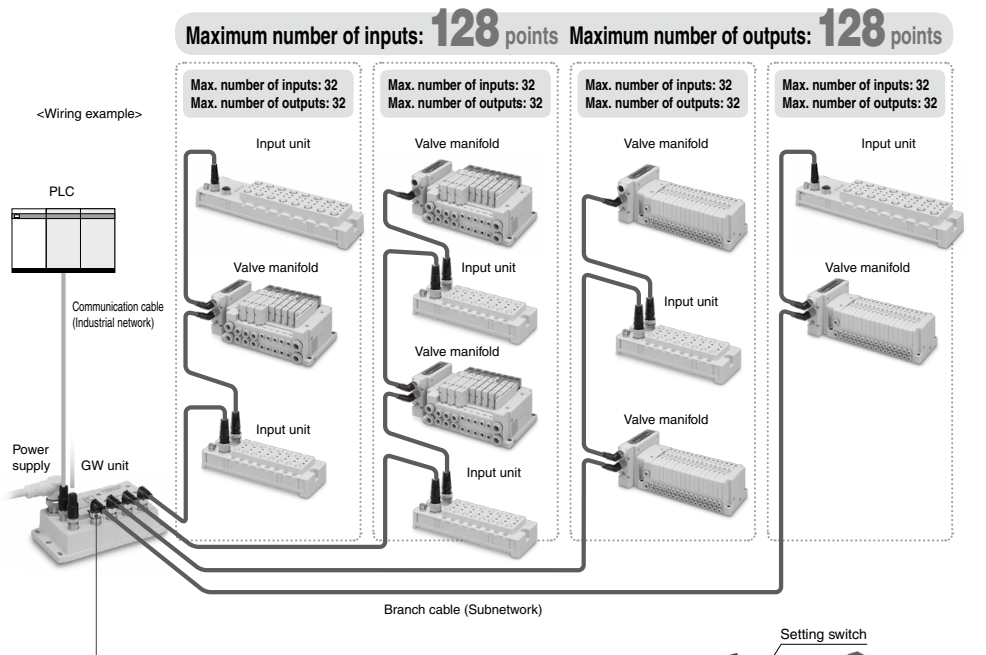 Maximum number of inputs: 128 points Maximum number of outputs: 128 points
Max. number of inputs: 32
Max. number of outputs: 32
Max. number of inputs: 32
Max. number of outputs: 32
Max. number of inputs: 32
Max. number of outputs: 32
Max. number of inputs: 32
Max. number of outputs: 32
<Wiring example>
PLC
Communication cable
(Industrial network)
Power
supply
GW unit
Input unit
Valve manifold
Input unit
Valve manifold
Input unit
Valve manifold
Input unit
Valve manifold
Input unit
Valve manifold
Input unit
Valve manifold
Branch cable (Subnetwork)
Setting switch